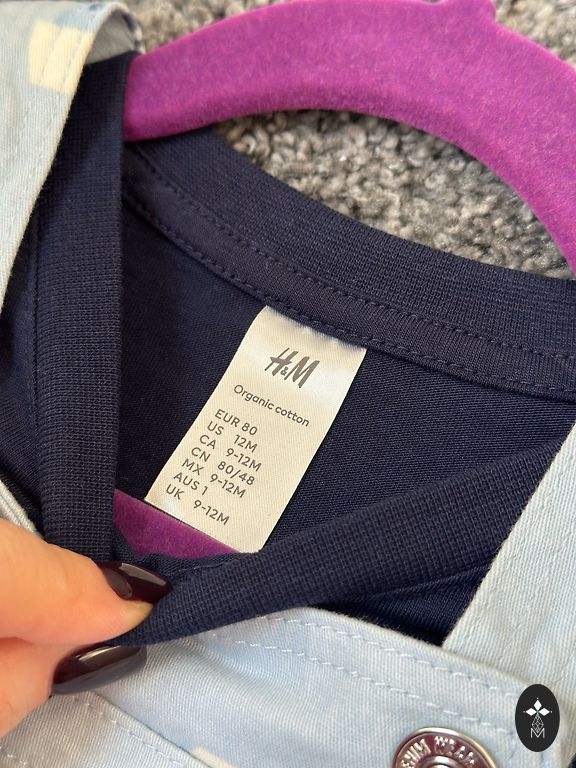 H&M
Organic cotton
EUR 80
US 12M
CA 9-12M
CN 80/48
MX 9-12M
AUS 1
UK 9-12M
M